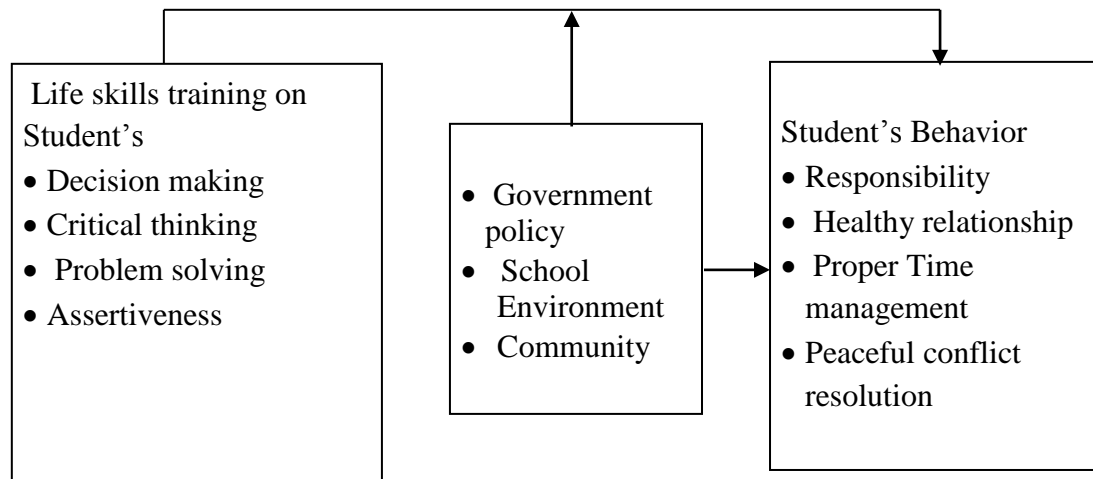 Life skills training on
Student’s
• Decision making
• Critical thinking
• Problem solving
• Assertiveness
• Government
policy
• School
Environment
• Community
Student’s Behavior
• Responsibility
• Healthy relationship
• Proper Time
management
• Peaceful conflict
resolution